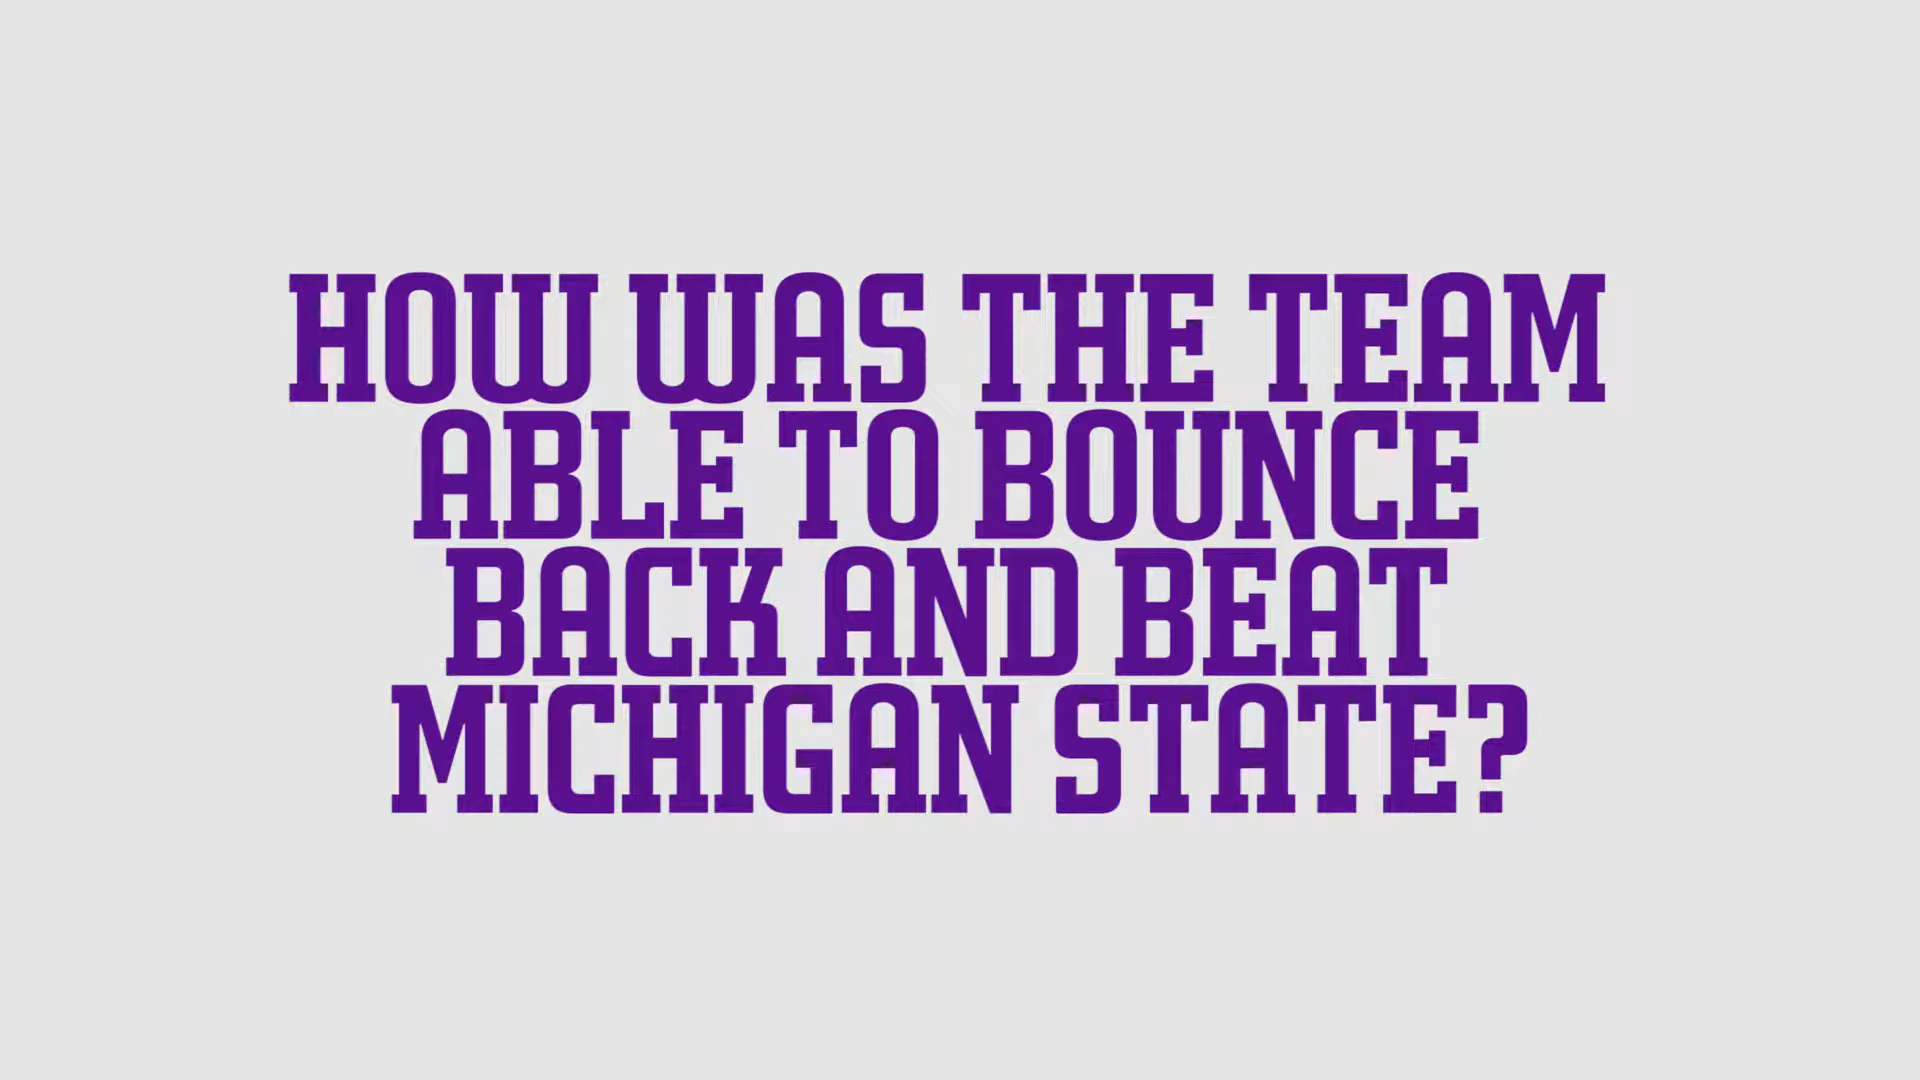 HOW WAS THE TEAM
ABLE TO BOUNCE
BACK AND BEAT
MICHIGAN STATE?